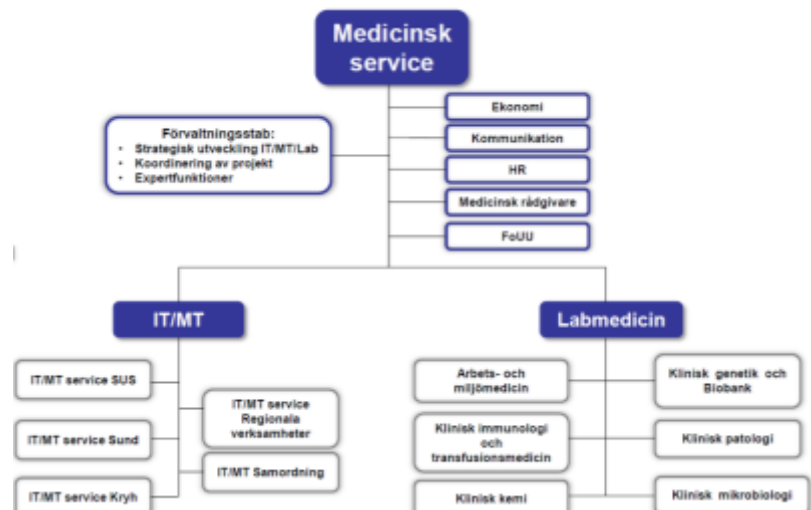 Medicinsk
service
Ekonomi
Kommunikation
HR
Medicinsk rådgivare
FoUU
Förvaltningsstab:
• Strategisk utveckling IT/MT/Lab
• Koordinering av projekt
• Expertfunktioner
IT/MT
Labmedicin
IT/MT service SUS
IT/MT service
Regionala
verksamheter
IT/MT service Sund
IT/MT Samordning
IT/MT service Kryh
Arbets- och
miljömedicin
Klinisk genetik och
Biobank
Klinisk immunologi
och
transfusionsmedicin
Klinisk patologi
Klinisk kemi
Klinisk mikrobiologi